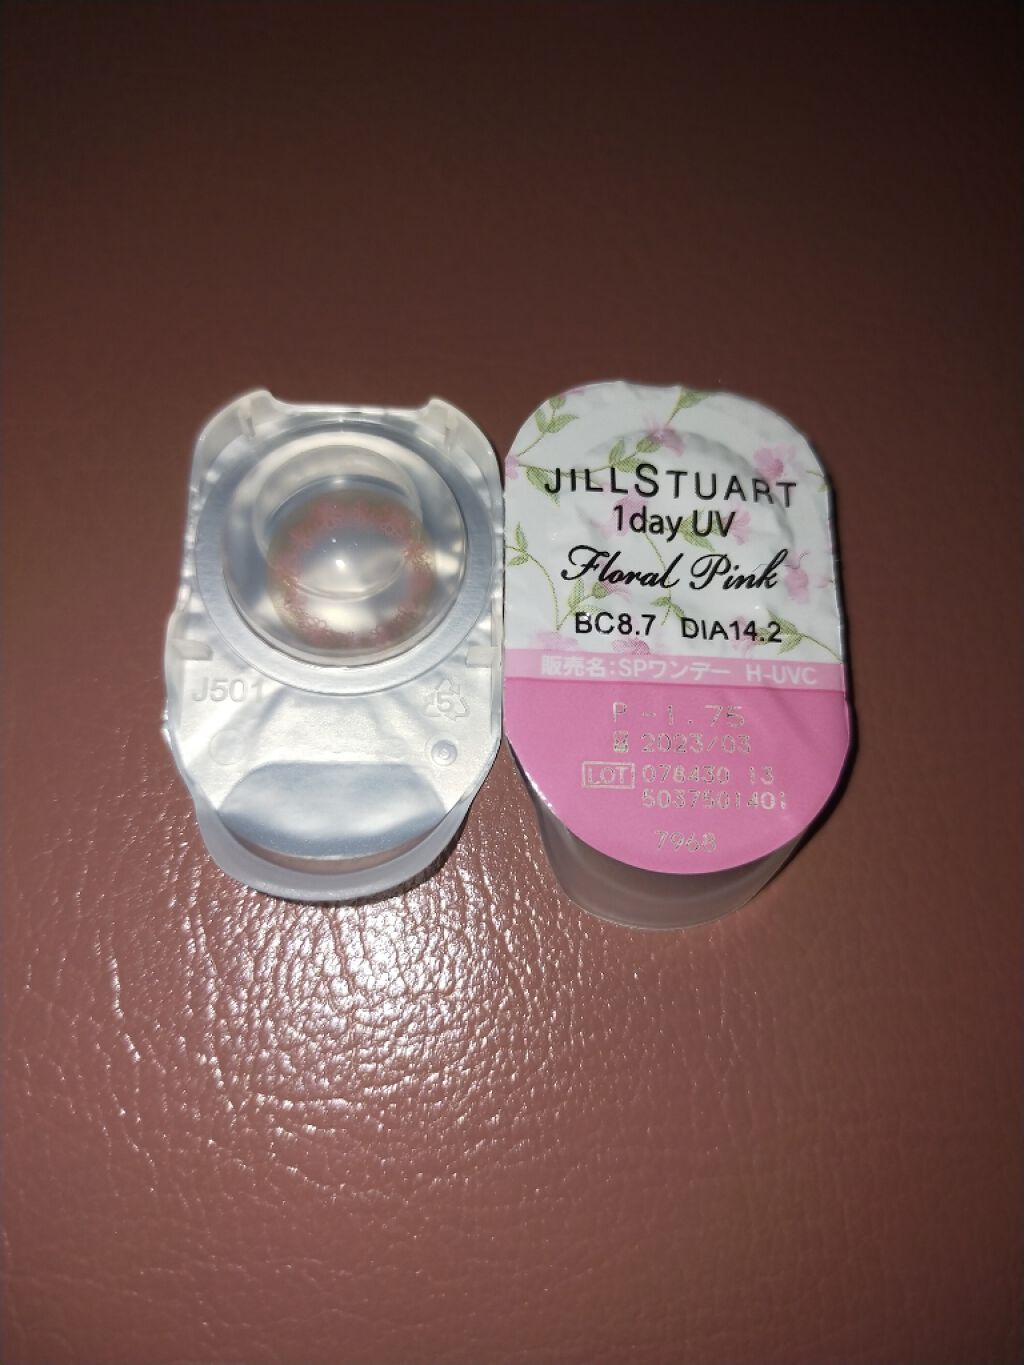 JILLSTUART
1day UV
Floral Pink
BC8.7 DIA14.2
販売名:SPワンデー H-UVC
P -1.75
2023/03
LOT 078430 13
5037501401
7968
J501
5